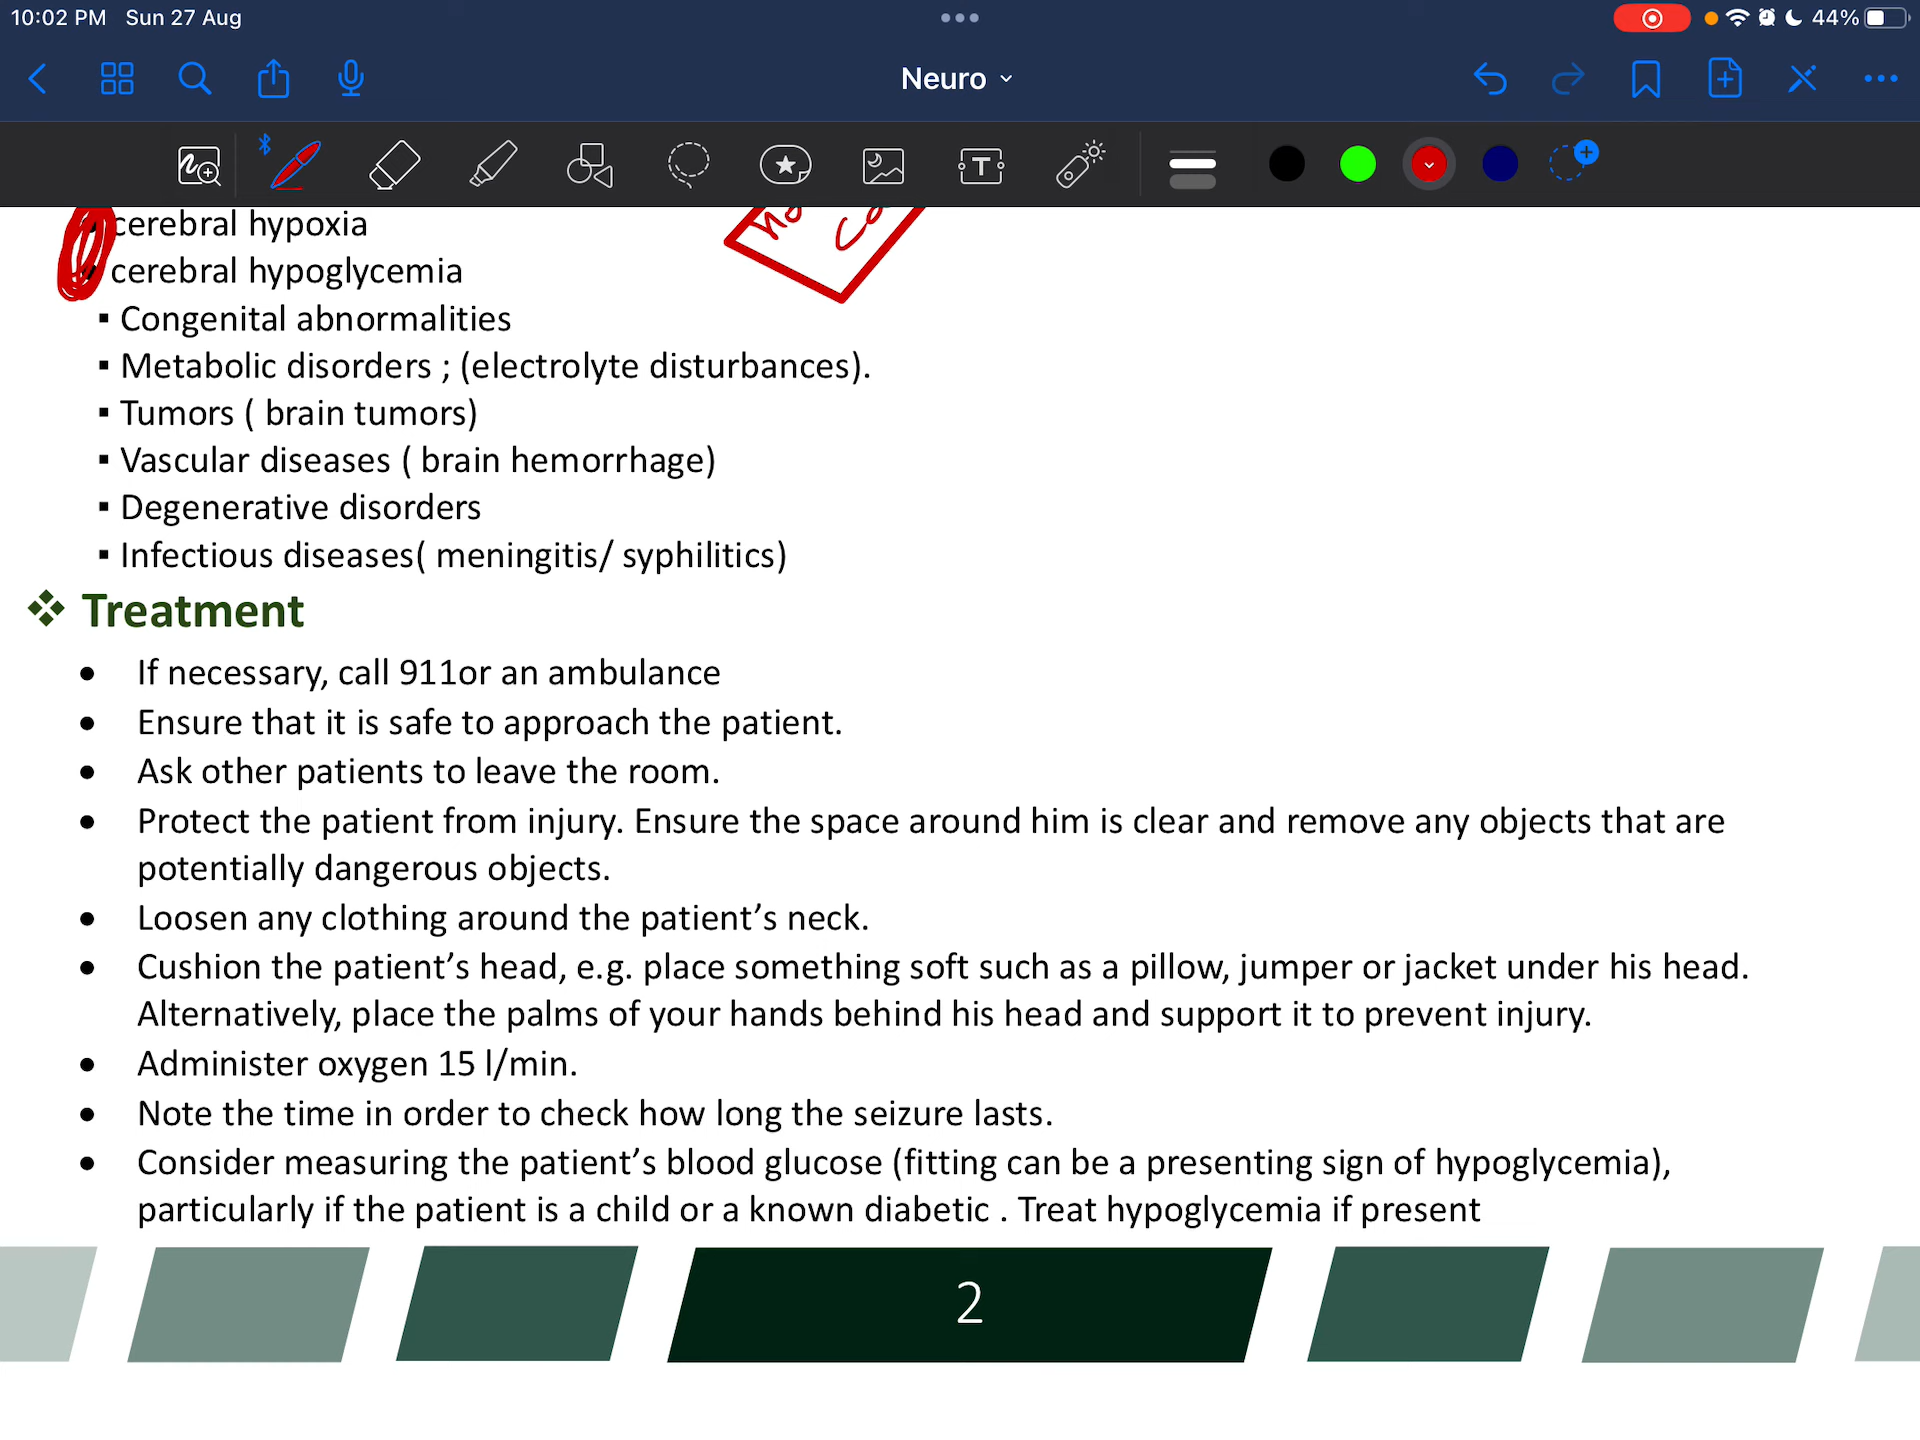 10:02 PM Sun 27 Aug
44%
Neuro
T
cerebral hypoxia
cerebral hypoglycemia
▪ Congenital abnormalities
▪ Metabolic disorders ; (electrolyte disturbances).
▪ Tumors ( brain tumors)
▪ Vascular diseases ( brain hemorrhage)
▪ Degenerative disorders
▪ Infectious diseases( meningitis/ syphilitics)
❖ Treatment
• If necessary, call 911or an ambulance
• Ensure that it is safe to approach the patient.
• Ask other patients to leave the room.
• Protect the patient from injury. Ensure the space around him is clear and remove any objects that are
potentially dangerous objects.
• Loosen any clothing around the patient’s neck.
• Cushion the patient’s head, e.g. place something soft such as a pillow, jumper or jacket under his head.
Alternatively, place the palms of your hands behind his head and support it to prevent injury.
• Administer oxygen 15 l/min.
• Note the time in order to check how long the seizure lasts.
• Consider measuring the patient’s blood glucose (fitting can be a presenting sign of hypoglycemia),
particularly if the patient is a child or a known diabetic . Treat hypoglycemia if present
2